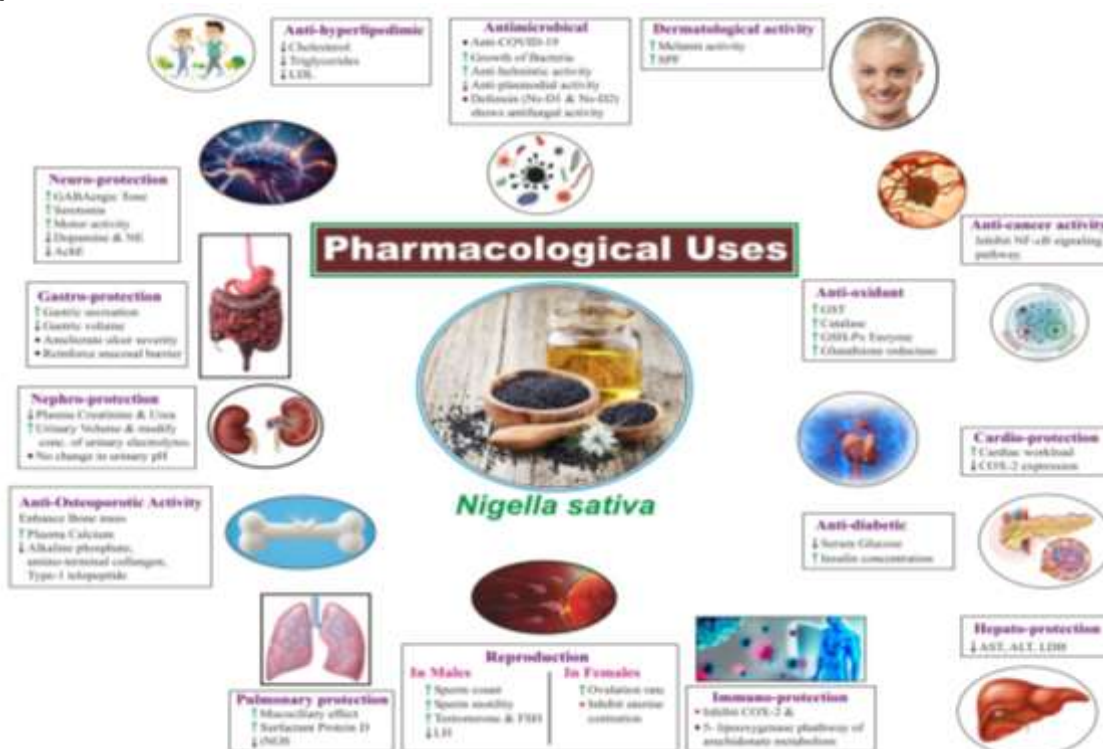 Anti-hyperlipedimic
↓Cholesterol
↓Triglycerides
↓LDL
Antimicrobical
•Anti-COVID-19
↑Growth of Bacteria
↑Anti-helmintic activity
↓Anti-plasmodial activity
•Defensin (No-D1 & No-D2)
shows antifungal activity
Dermatological activity
↑Melanin activity
↑SPF
Neuro-protection
↑GABAergic Tone
↑Serotonin
↑Motor activity
↓Dopamine & NE
↓AchE
Pharmacological Uses
Anti-cancer activity
Inhibit NF-κB signaling
pathway.
Gastro-protection
↑Gastric secreation
↓Gastric volume
•Ameliorate ulcer severity
•Reinforce mucosal barrier
Anti-oxidant
↑GST
↑Catalase
↑GSH-Px Enzyme
↑Glutathione reductase
Nephro-protection
↓Plasma Creatinine & Urea
↑Urinary Volume & modify
conc. of urinary electrolytes
•No change in urinary pH
Cardio-protection
↑Cardiac workload
↓COX-2 expression
Nigella sativa
Anti-Osteoporotic Activity
Enhance Bone mass
↑Plasma Calcium
↓Alkaline phosphate,
amino-terminal collangen,
Type-1 telopeptide
Anti-diabetic
↓Serum Glucose
↑Insulin concentration
Hepato-protection
↓AST, ALT, LDH
Reproduction
In Males
↑Sperm count
↑Sperm motility
↑Testosterone & FSH
↓LH
In Females
↑Ovulation rate
•Inhibit uterine
contration
Pulmonary protection
↑Mucociliary effect
↑Surfactant Protein D
↓iNOS
Immuno-protection
•Inhibit COX-2 &
•5- lipoxygenase phathway of
arachidonate metabolism